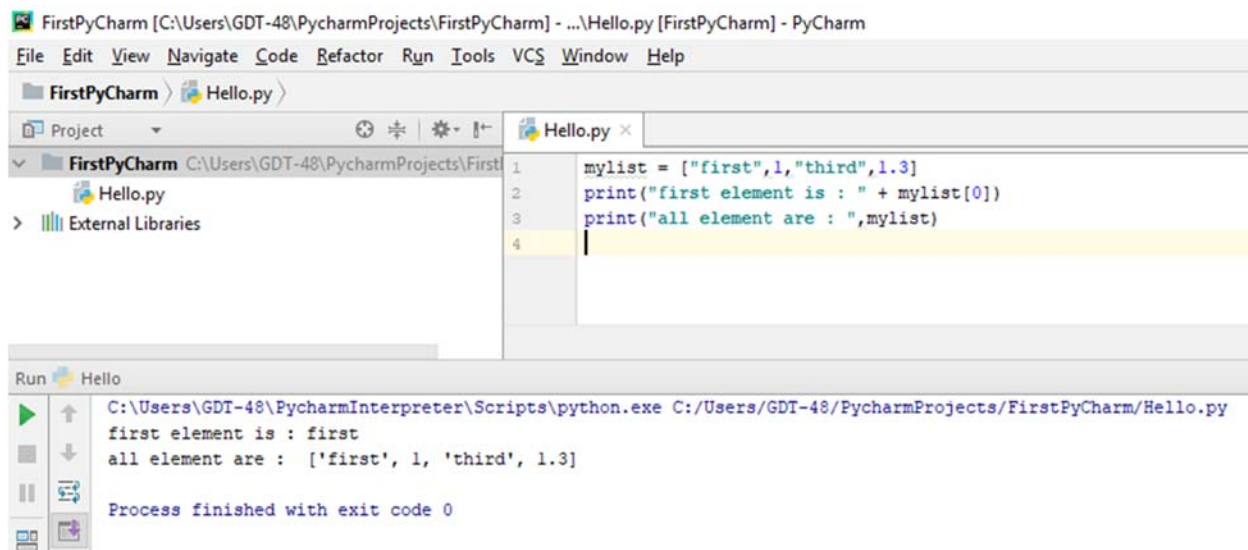 FirstPyCharm [C:\Users\GDT-48\PycharmProjects\FirstPyCharm] - ...\Hello.py [FirstPyCharm] - PyCharm
File Edit View Navigate Code Refactor Run Tools VCS Window Help
FirstPyCharm Hello.py
Project
Hello.py
FirstPyCharm C:\Users\GDT-48\PycharmProjects\First
Hello.py
External Libraries
1 mylist = ["first",1,"third",1.3]
2 print("first element is : " + mylist[0])
3 print("all element are : ",mylist)
4
Run Hello
C:\Users\GDT-48\PycharmInterpreter\Scripts\python.exe C:/Users/GDT-48/PycharmProjects/FirstPyCharm/Hello.py
first element is : first
all element are :  ['first', 1, 'third', 1.3]
Process finished with exit code 0